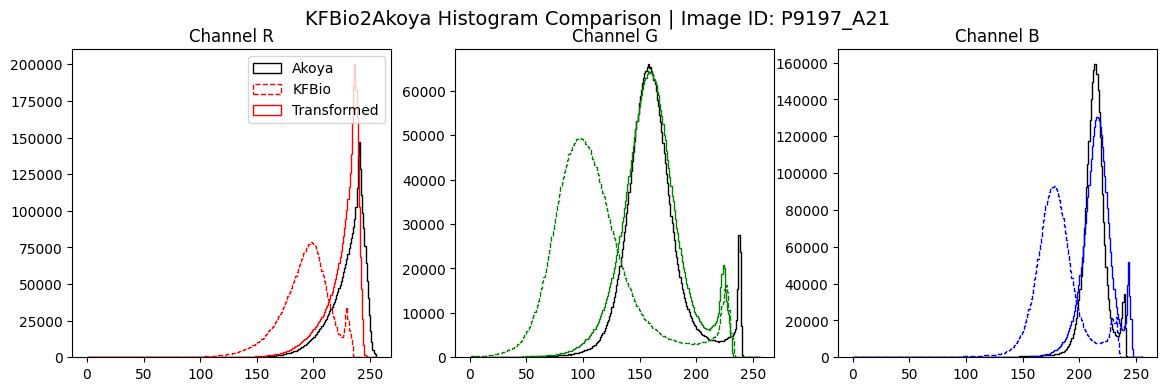 KFBio2Akoya Histogram Comparison | Image ID: P9197_A21
Channel R
200000
175000
150000
125000
100000
75000
50000
25000
0
0 50 100 150 200 250
Akoya
KFBio
Transformed
Channel G
60000
50000
40000
30000
20000
10000
0
0 50 100 150 200 250
Channel B
160000
140000
120000
100000
80000
60000
40000
20000
0
0 50 100 150 200 250